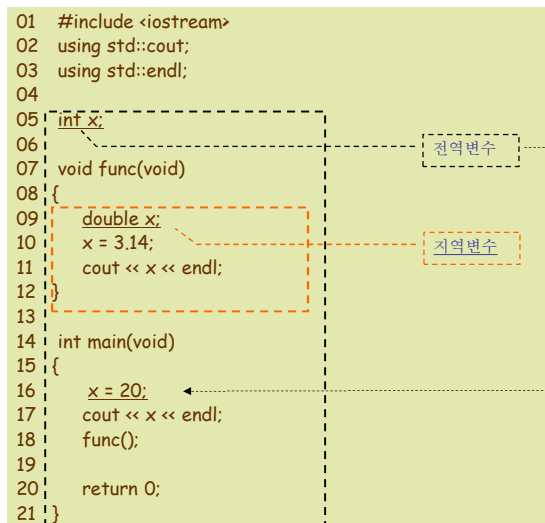 01 #include <iostream>
02 using std::cout;
03 using std::endl;
04
05 int x;
06
전역변수
07 void func(void)
08 {
09 double x;
10 x = 3.14;
지역변수
11 cout << x << endl;
12 }
13
14 int main(void)
15 {
16 x = 20;
17 cout << x << endl;
18 func();
19
20 return 0;
21 }